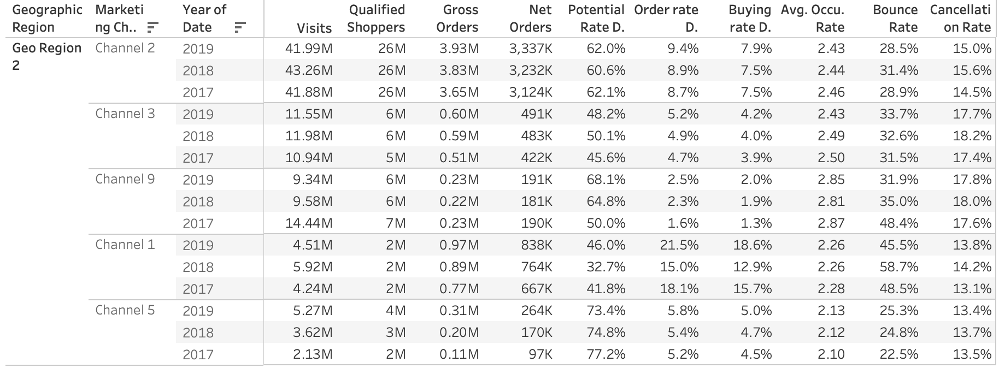 Geographic Region Marketi ng Ch.. Year of Date Visits Qualified Shoppers Gross Orders Net Orders Potential Rate D. Order rate D. Buying rate D. Avg. Occu. Rate Bounce Rate Cancellati on Rate
Geo Region 2 Channel 2 2019 41.99M 26M 3.93M 3,337K 62.0% 9.4% 7.9% 2.43 28.5% 15.0%
2018 43.26M 26M 3.83M 3,232K 60.6% 8.9% 7.5% 2.44 31.4% 15.6%
2017 41.88M 26M 3.65M 3,124K 62.1% 8.7% 7.5% 2.46 28.9% 14.5%
Channel 3 2019 11.55M 6M 0.60M 491K 48.2% 5.2% 4.2% 2.43 33.7% 17.7%
2018 11.98M 6M 0.59M 483K 50.1% 4.9% 4.0% 2.49 32.6% 18.2%
2017 10.94M 5M 0.51M 422K 45.6% 4.7% 3.9% 2.50 31.5% 17.4%
Channel 9 2019 9.34M 6M 0.23M 191K 68.1% 2.5% 2.0% 2.85 31.9% 17.8%
2018 9.58M 6M 0.22M 181K 64.8% 2.3% 1.9% 2.81 35.0% 18.0%
2017 14.44M 7M 0.23M 190K 50.0% 1.6% 1.3% 2.87 48.4% 17.6%
Channel 1 2019 4.51M 2M 0.97M 838K 46.0% 21.5% 18.6% 2.26 45.5% 13.8%
2018 5.92M 2M 0.89M 764K 32.7% 15.0% 12.9% 2.26 58.7% 14.2%
2017 4.24M 2M 0.77M 667K 41.8% 18.1% 15.7% 2.28 48.5% 13.1%
Channel 5 2019 5.27M 4M 0.31M 264K 73.4% 5.8% 5.0% 2.13 25.3% 13.4%
2018 3.62M 3M 0.20M 170K 74.8% 5.4% 4.7% 2.12 24.8% 13.7%
2017 2.13M 2M 0.11M 97K 77.2% 5.2% 4.5% 2.10 22.5% 13.5%